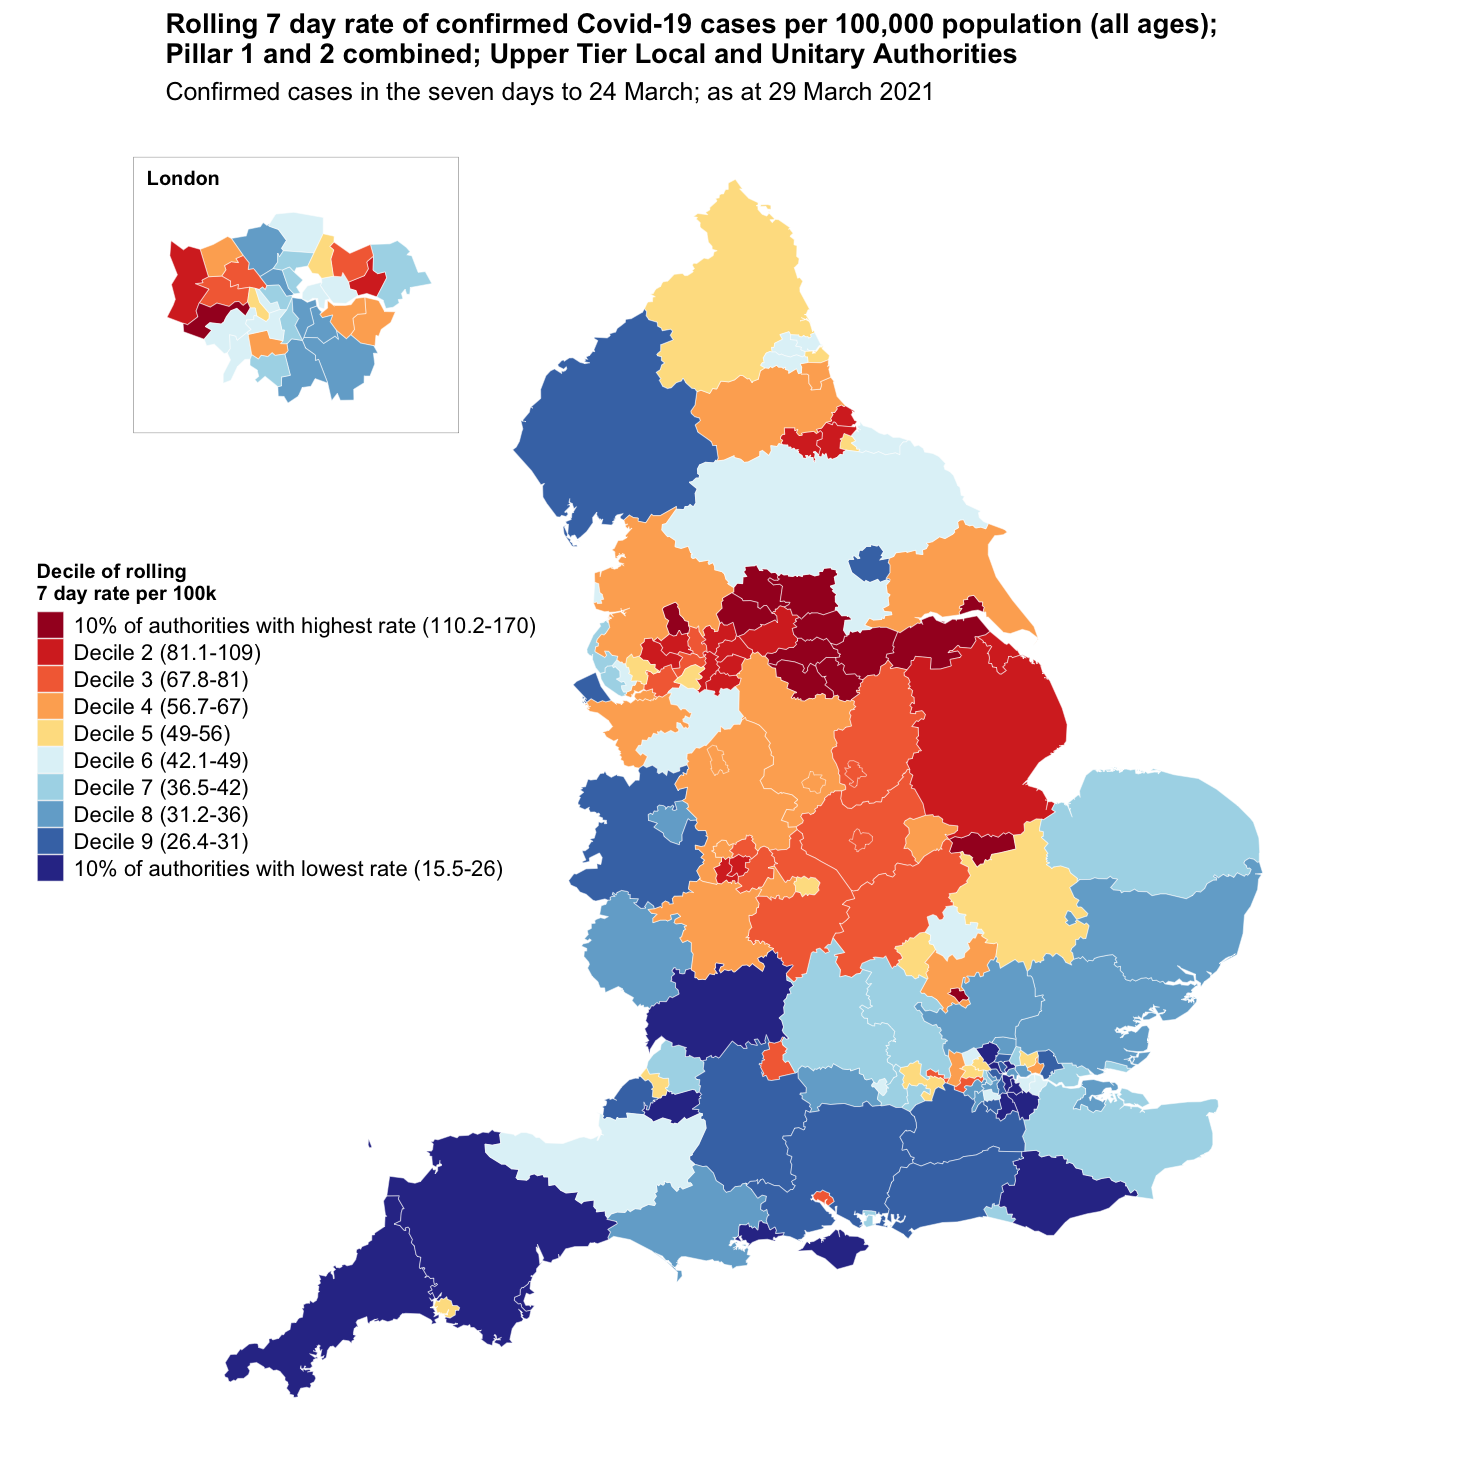 Rolling 7 day rate of confirmed Covid-19 cases per 100,000 population (all ages);
Pillar 1 and 2 combined; Upper Tier Local and Unitary Authorities
Confirmed cases in the seven days to 24 March; as at 29 March 2021
London
Decile of rolling
7 day rate per 100k
10% of authorities with highest rate (110.2-170)
Decile 2 (81.1-109)
Decile 3 (67.8-81)
Decile 4 (56.7-67)
Decile 5 (49-56)
Decile 6 (42.1-49)
Decile 7 (36.5-42)
Decile 8 (31.2-36)
Decile 9 (26.4-31)
10% of authorities with lowest rate (15.5-26)